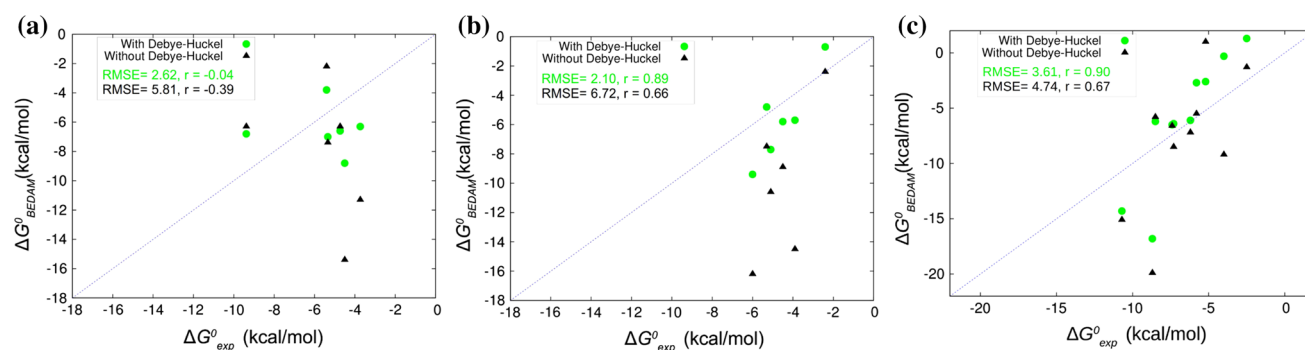 (a)
With Debye-Huckel
Without Debye-Huckel
RMSE= 2.62, r = -0.04
RMSE= 5.81, r = -0.39
0
-2
-4
-6
-8
-10
-12
-14
-16
-18
-18 -16 -14 -12 -10 -8 -6 -4 -2 0
ΔG⁰BEDAM(kcal/mol)
ΔG⁰exp (kcal/mol)
(b)
With Debye-Huckel
Without Debye-Huckel
RMSE= 2.10, r = 0.89
RMSE= 6.72, r = 0.66
0
-2
-4
-6
-8
-10
-12
-14
-16
-18
-18 -16 -14 -12 -10 -8 -6 -4 -2 0
ΔG⁰BEDAM(kcal/mol)
ΔG⁰exp (kcal/mol)
(c)
With Debye-Huckel
Without Debye-Huckel
RMSE= 3.61, r = 0.90
RMSE= 4.74, r = 0.67
0
-5
-10
-15
-20
-20 -15 -10 -5 0
ΔG⁰BEDAM(kcal/mol)
ΔG⁰exp (kcal/mol)